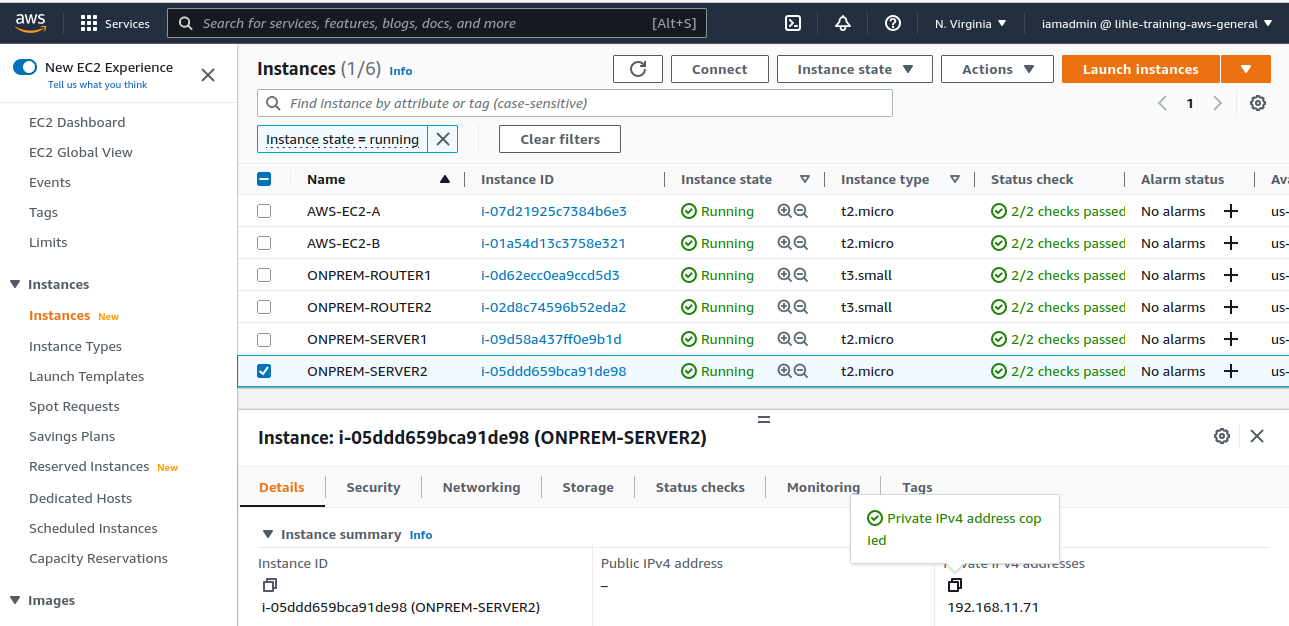 aws Services Search for services, features, blogs, docs, and more [Alt+S] N. Virginia iamadmin @ lihle-training-aws-general
New EC2 Experience
Tell us what you think
EC2 Dashboard
EC2 Global View
Events
Tags
Limits
Instances
Instances New
Instance Types
Launch Templates
Spot Requests
Savings Plans
Reserved Instances New
Dedicated Hosts
Scheduled Instances
Capacity Reservations
Images
Instances (1/6) Info Connect Instance state Actions Launch instances
Find instance by attribute or tag (case-sensitive) 1
Instance state = running Clear filters
Name Instance ID Instance state Instance type Status check Alarm status Ava
AWS-EC2-A i-07d21925c7384b6e3 Running t2.micro 2/2 checks passed No alarms us-
AWS-EC2-B i-01a54d13c3758e321 Running t2.micro 2/2 checks passed No alarms us-
ONPREM-ROUTER1 i-0d62ecc0ea9ccd5d3 Running t3.small 2/2 checks passed No alarms us-
ONPREM-ROUTER2 i-02d8c74596b52eda2 Running t3.small 2/2 checks passed No alarms us-
ONPREM-SERVER1 i-09d58a437ff0e9b1d Running t2.micro 2/2 checks passed No alarms us-
ONPREM-SERVER2 i-05ddd659bca91de98 Running t2.micro 2/2 checks passed No alarms us-
Instance: i-05ddd659bca91de98 (ONPREM-SERVER2)
Details Security Networking Storage Status checks Monitoring Tags
Private IPv4 address cop
ied
Instance summary Info
Instance ID Public IPv4 address Private IPv4 addresses
–
i-05ddd659bca91de98 (ONPREM-SERVER2) 192.168.11.71